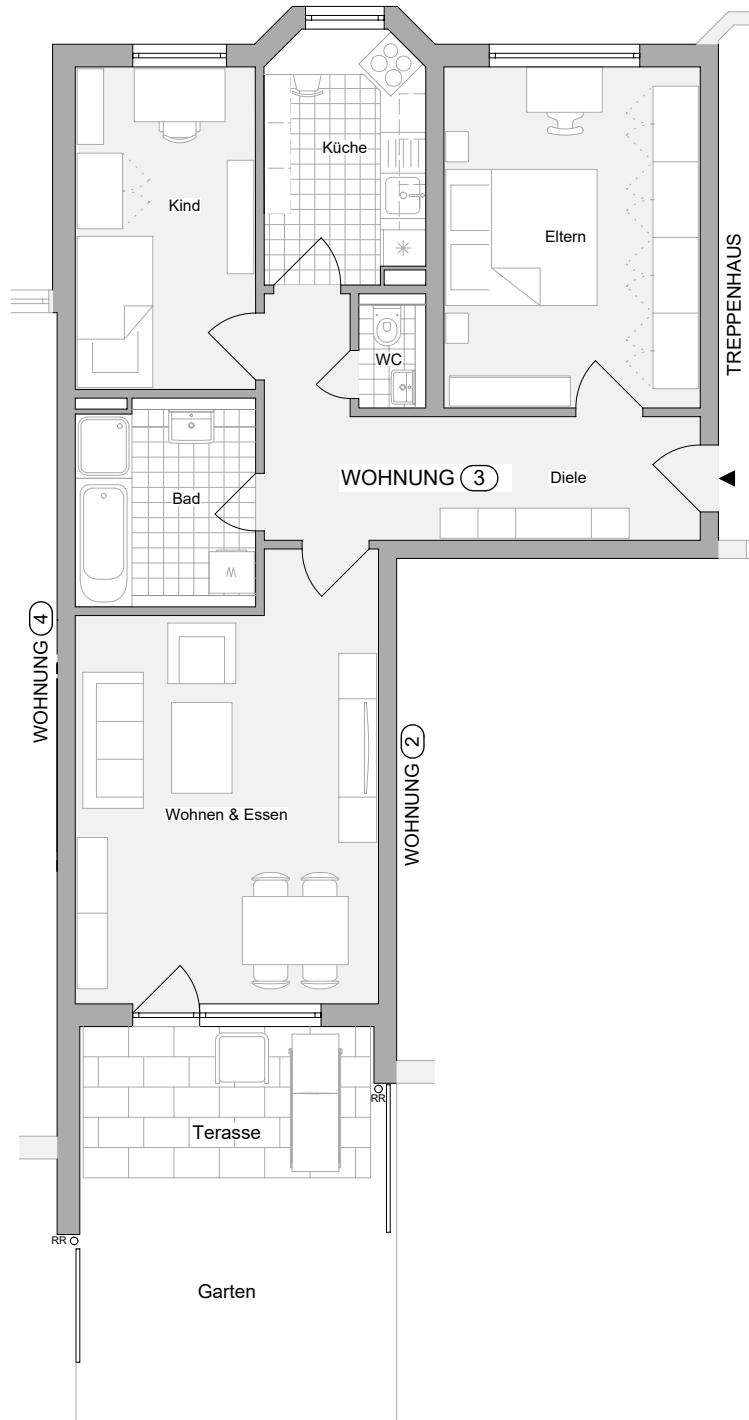 Küche
Kind
Eltern
TREPPENHAUS
WC
WOHNUNG 3
Diele
Bad
W
WOHNUNG 4
WOHNUNG 2
Wohnen & Essen
RR
Terasse
RR
Garten